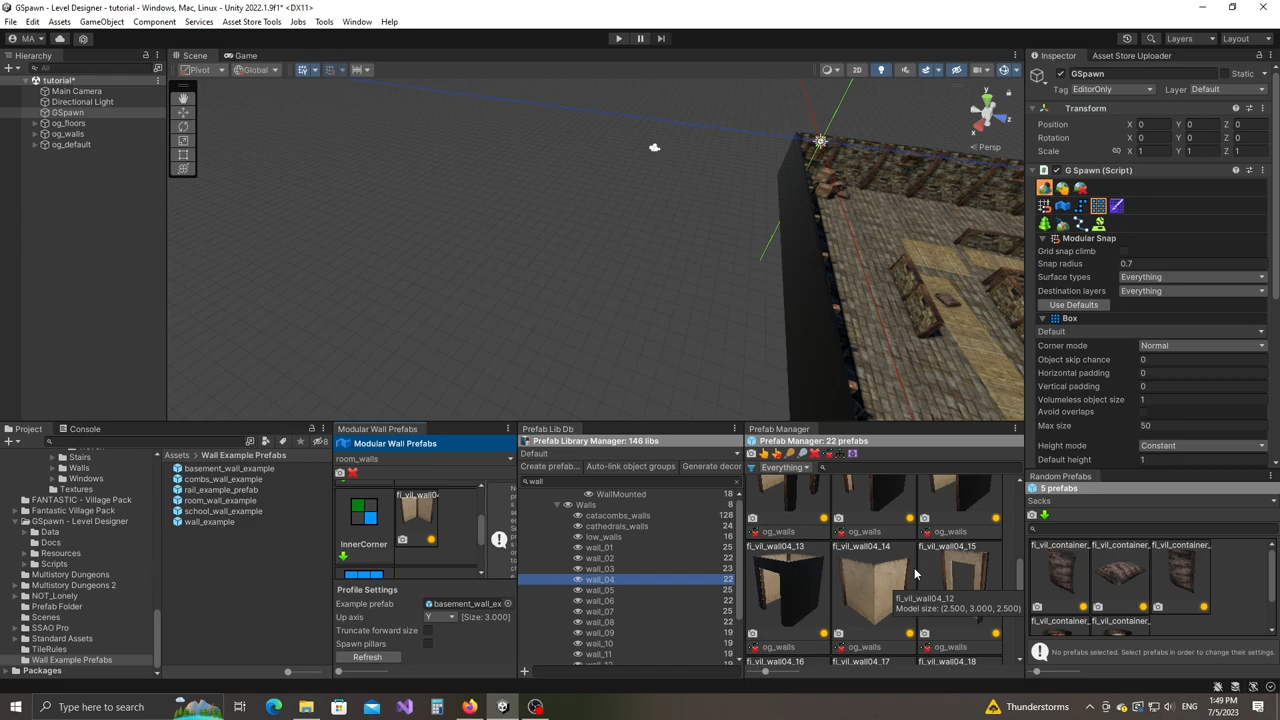 GSpawn - Level Designer - tutorial - Windows, Mac, Linux - Unity 2022.1.9f1* <DX11>
File Edit Assets GameObject Component Services Asset Store Tools Jobs Tools Window Help
MA Layers Layout
Hierarchy
All
tutorial*
Main Camera
Directional Light
GSpawn
og_floors
og_walls
og_default
Scene Game
Pivot Global 2D
y
z
x
Persp
Inspector Asset Store Uploader
GSpawn Static
Tag EditorOnly Layer Default
Transform
Position X 0 Y 0 Z 0
Rotation X 0 Y 0 Z 0
Scale X 1 Y 1 Z 1
G Spawn (Script)
Modular Snap
Grid snap climb
Snap radius 0.7
Surface types Everything
Destination layers Everything
Use Defaults
Box
Default
Corner mode Normal
Object skip chance 0
Horizontal padding 0
Vertical padding 0
Volumeless object size 1
Avoid overlaps
Max size 50
Height mode Constant
Default height 1
Project Console
8
Assets > Wall Example Prefabs
Stairs
Walls
Windows
Textures
FANTASTIC - Village Pack
Fantastic Village Pack
GSpawn - Level Designer
Data
Docs
Resources
Scripts
Multistory Dungeons
Multistory Dungeons 2
NOT_Lonely
Prefab Folder
Scenes
SSAO Pro
Standard Assets
TileRules
Wall Example Prefabs
Packages
basement_wall_example
combs_wall_example
rail_example_prefab
room_wall_example
school_wall_example
wall_example
Modular Wall Prefabs
Modular Wall Prefabs
room_walls
InnerCorner
Profile Settings
Example prefab basement_wall_ex
Up axis Y [Size: 3.000]
Truncate forward size
Spawn pillars
Refresh
Prefab Lib Db
Prefab Library Manager: 146 libs
Default
Create prefab... Auto-link object groups Generate decor
wall
WallMounted 18
Walls 8
catacombs_walls 128
cathedrals_walls 24
low_walls 16
wall_01 25
wall_02 22
wall_03 23
wall_04 22
wall_05 25
wall_06 22
wall_07 22
wall_08 22
wall_09 19
wall_10 19
wall_11 19
Prefab Manager
Prefab Manager: 22 prefabs
Everything
og_walls og_walls og_walls
fi_vil_wall04_13 fi_vil_wall04_14 fi_vil_wall04_15
fi_vil_wall04_12
Model size: (2.500, 3.000, 2.500)
og_walls og_walls og_walls
fi_vil_wall04_16 fi_vil_wall04_17 fi_vil_wall04_18
Random Prefabs
5 prefabs
Sacks
fi_vil_container_ fi_vil_container_ fi_vil_container_
fi_vil_container_ fi_vil_container_
No prefabs selected. Select prefabs in order to change their settings.
Type here to search
Thunderstorms
1:49 PM
7/5/2023